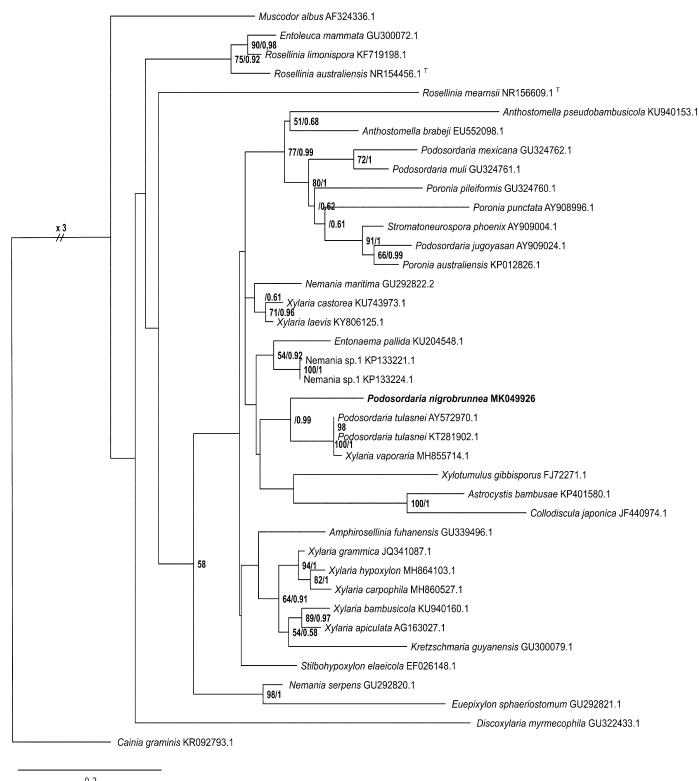 Muscodor albus AF324336.1
Entoleuca mammata GU300072.1
90/0.98
Rosellinia limonispora KF719198.1
75/0.92
Rosellinia australiensis NR154456.1 T
Rosellinia mearnsii NR156609.1 T
Anthostomella pseudobambusicola KU940153.1
51/0.68
Anthostomella brabeji EU552098.1
77/0.99
Podosordaria mexicana GU324762.1
72/1
Podosordaria muli GU324761.1
80/1
Poronia pileiformis GU324760.1
/0.62
Poronia punctata AY908996.1
/0.61
Stromatoneurospora phoenix AY909004.1
91/1
Podosordaria jugoyasan AY909024.1
66/0.99
Poronia australiensis KP012826.1
x 3
Nemania maritima GU292822.2
/0.61
Xylaria castorea KU743973.1
71/0.96
Xylaria laevis KY806125.1
Entonaema pallida KU204548.1
54/0.92
Nemania sp.1 KP133221.1
100/1
Nemania sp.1 KP133224.1
Podosordaria nigrobrunnea MK049926
/0.99
Podosordaria tulasnei AY572970.1
98
Podosordaria tulasnei KT281902.1
100/1
Xylaria vaporaria MH855714.1
Xylotumulus gibbisporus FJ72271.1
Astrocystis bambusae KP401580.1
100/1
Collodiscula japonica JF440974.1
Amphirosellinia fuhanensis GU339496.1
Xylaria grammica JQ341087.1
58
94/1
Xylaria hypoxylon MH864103.1
82/1
Xylaria carpophila MH860527.1
64/0.91
Xylaria bambusicola KU940160.1
89/0.97
Xylaria apiculata AG163027.1
54/0.58
Kretzschmaria guyanensis GU300079.1
Stilbohypoxylon elaeicola EF026148.1
Nemania serpens GU292820.1
98/1
Euepixylon sphaeriostomum GU292821.1
Discoxylaria myrmecophila GU322433.1
Cainia graminis KR092793.1